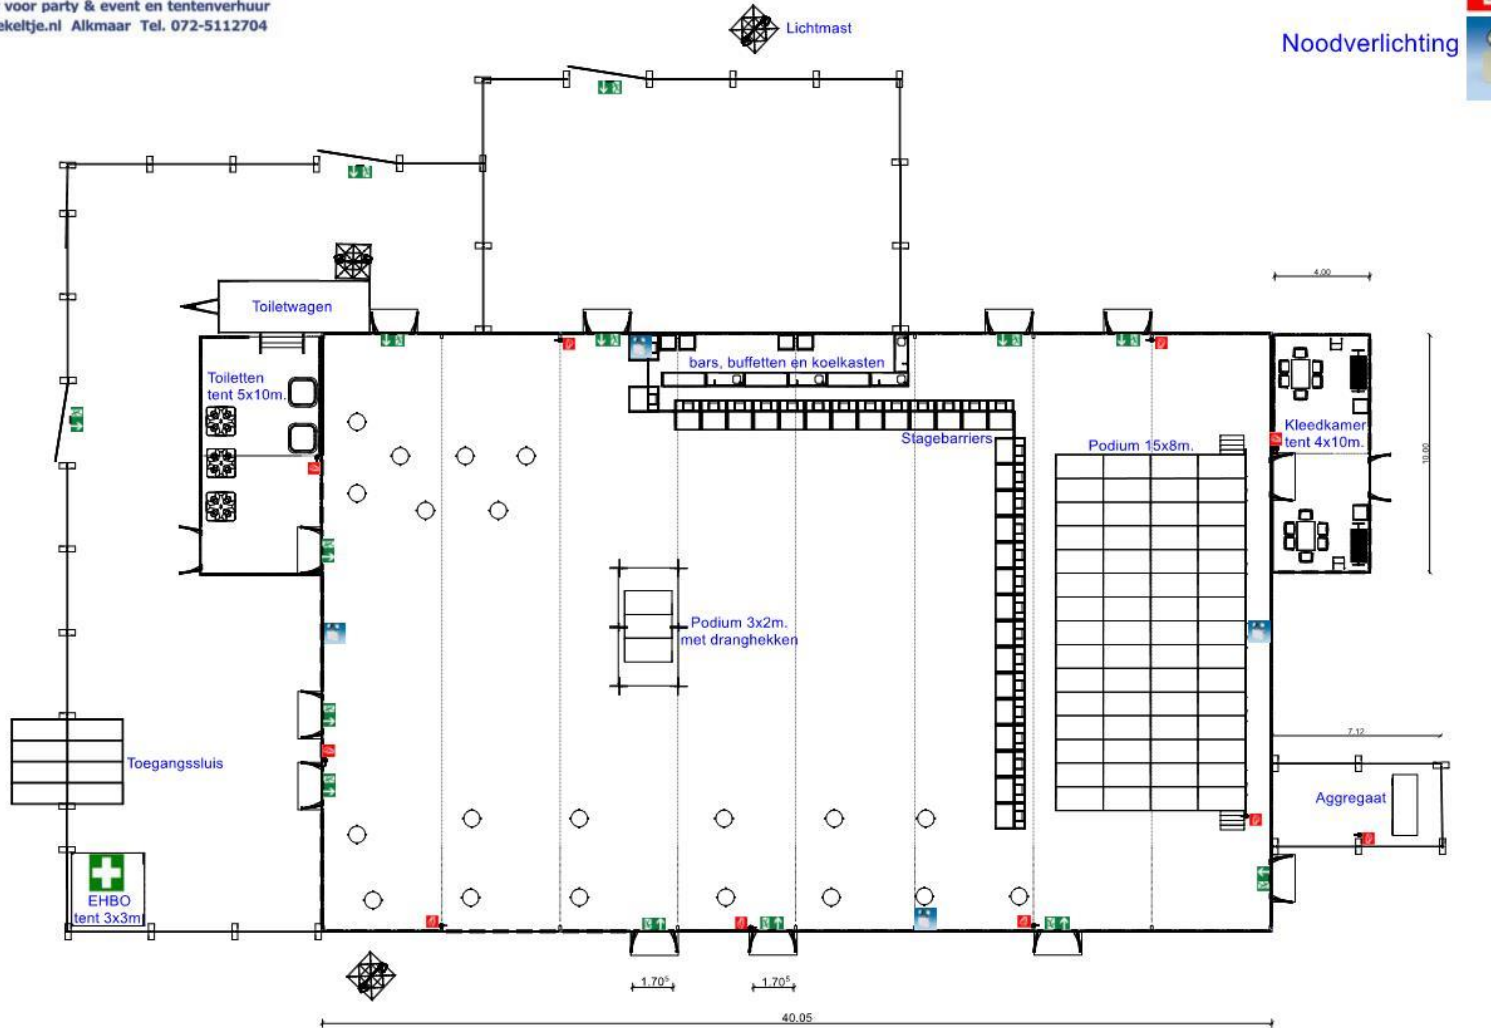 voor party & event en tentenverhuur
ekeltje.nl Alkmaar Tel. 072-5112704
Lichtmast
Noodverlichting
4.00
Toiletwagen
bars, buffetten en koelkasten
Toiletten
tent 5x10m.
Stagebarriers
Podium 15x8m.
Kleedkamer
tent 4x10m.
10.00
Podium 3x2m.
met dranghekken
7.12
Toegangssluis
Aggregaat
EHBO
tent 3x3m
1.70⁵
1.70⁵
40.05